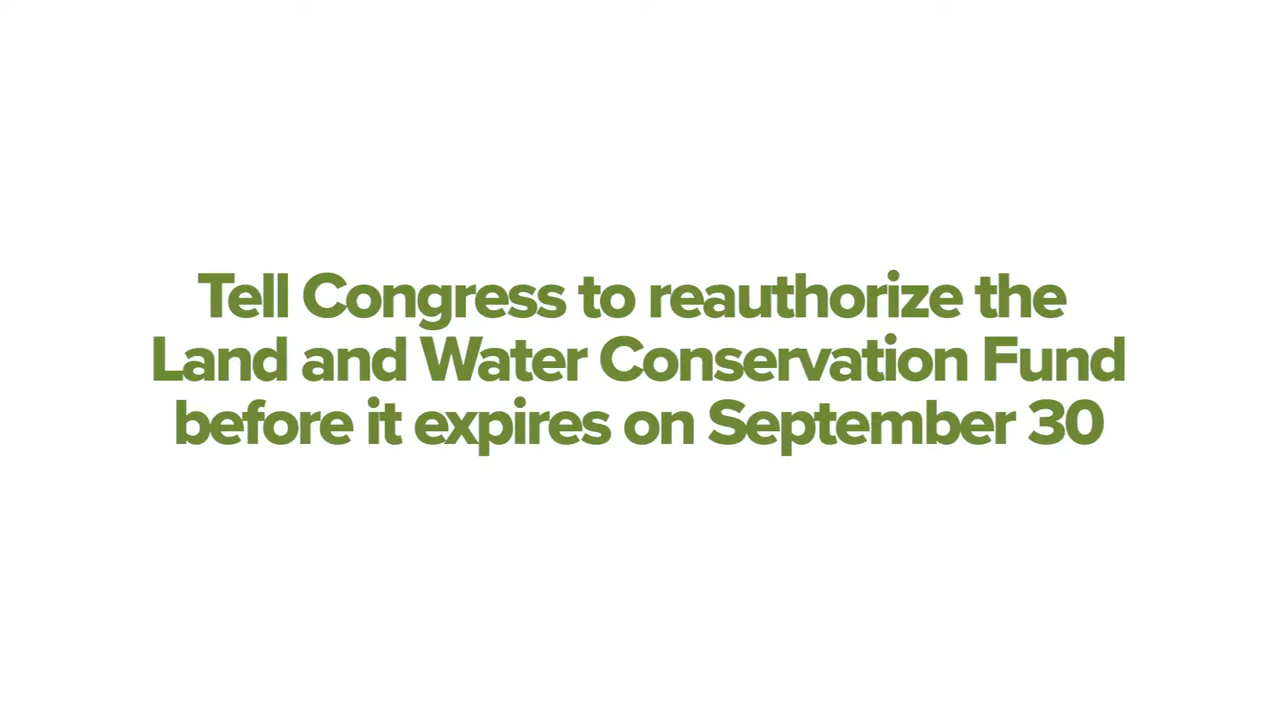 Tell Congress to reauthorize the
Land and Water Conservation Fund
before it expires on September 30